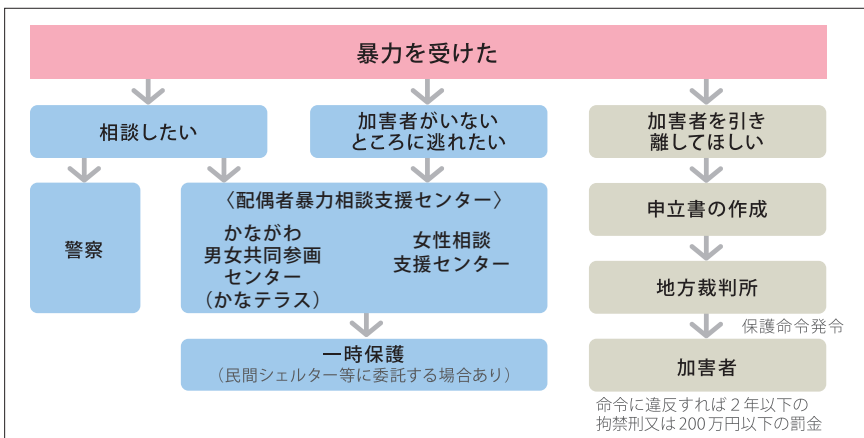 暴力を受けた
相談したい
加害者がいない
ところに逃れたい
加害者を引き
離してほしい
警察
〈配偶者暴力相談支援センター〉
かながわ
男女共同参画
センター
（かなテラス）
女性相談
支援センター
申立書の作成
地方裁判所
保護命令発令
一時保護
（民間シェルター等に委託する場合あり）
加害者
命令に違反すれば２年以下の
拘禁刑又は200万円以下の罰金